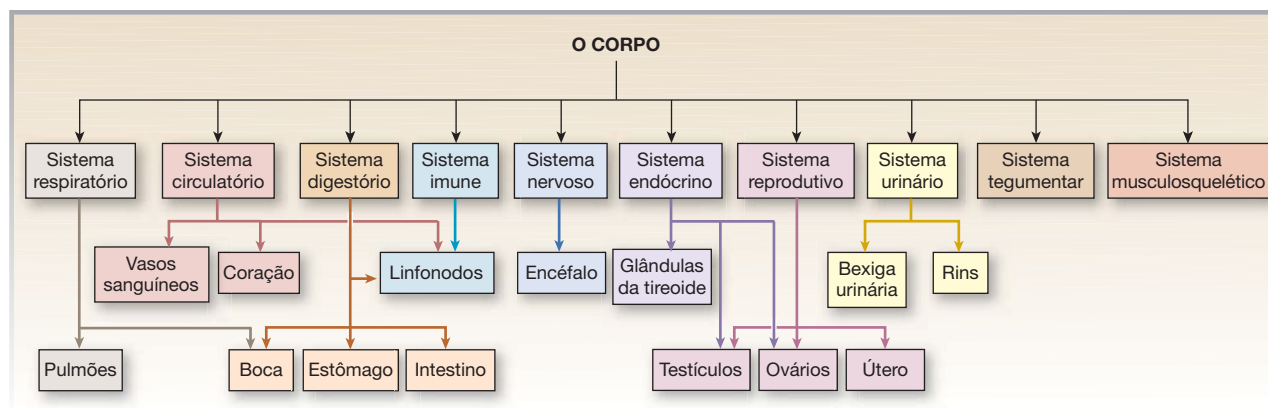 O CORPO
Sistema
respiratório
Sistema
circulatório
Sistema
digestório
Sistema
imune
Sistema
nervoso
Sistema
endócrino
Sistema
reprodutivo
Sistema
urinário
Sistema
tegumentar
Sistema
musculosquelético
Vasos
sanguíneos
Coração
Linfonodos
Encéfalo
Glândulas
da tireoide
Bexiga
urinária
Rins
Pulmões
Boca
Estômago
Intestino
Testículos
Ovários
Útero